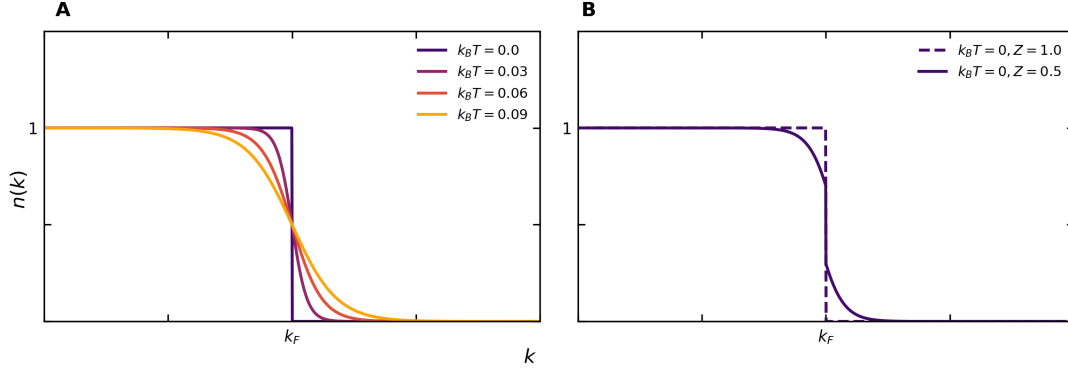 A
n(k)
1
k_BT = 0.0
k_BT = 0.03
k_BT = 0.06
k_BT = 0.09
k_F
k
B
1
k_BT = 0, Z = 1.0
k_BT = 0, Z = 0.5
k_F